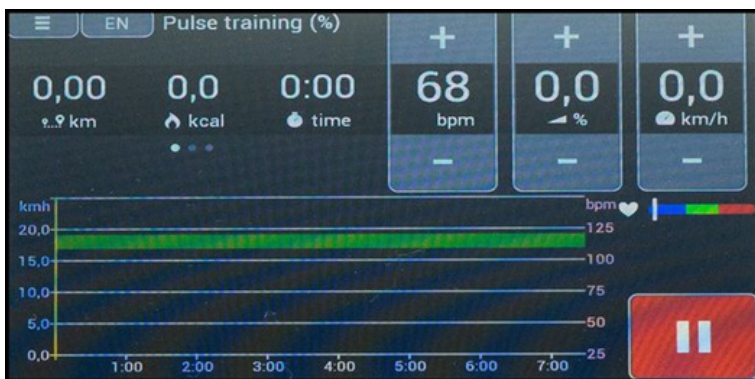 EN Pulse training (%)
0,00 0,0 0:00 68 0,0 0,0
km kcal time bpm % km/h
kmh bpm
20,0 125
15,0 100
10,0 75
5,0 50
0,0 25
1:00 2:00 3:00 4:00 5:00 6:00 7:00